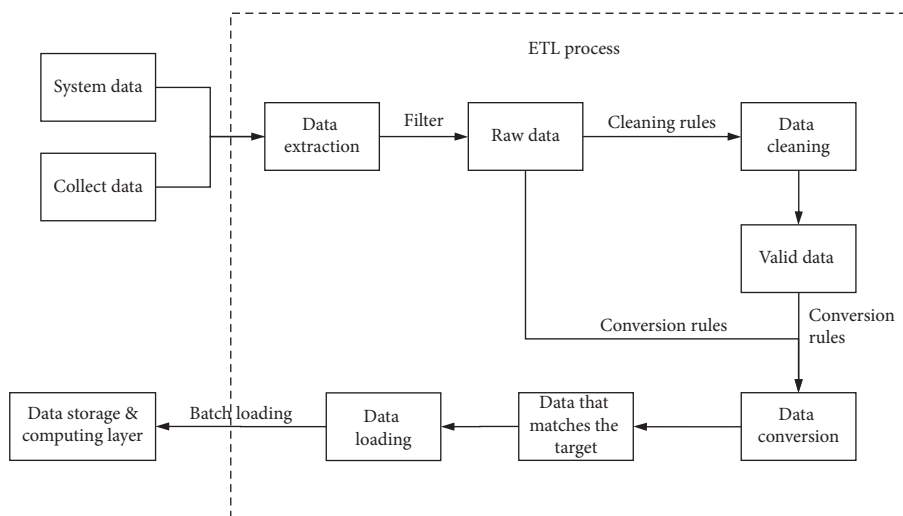 ETL process
System data
Collect data
Data
extraction
Filter
Raw data
Cleaning rules
Data
cleaning
Valid data
Conversion rules
Conversion
rules
Data
conversion
Data that
matches the
target
Data
loading
Batch loading
Data storage &
computing layer